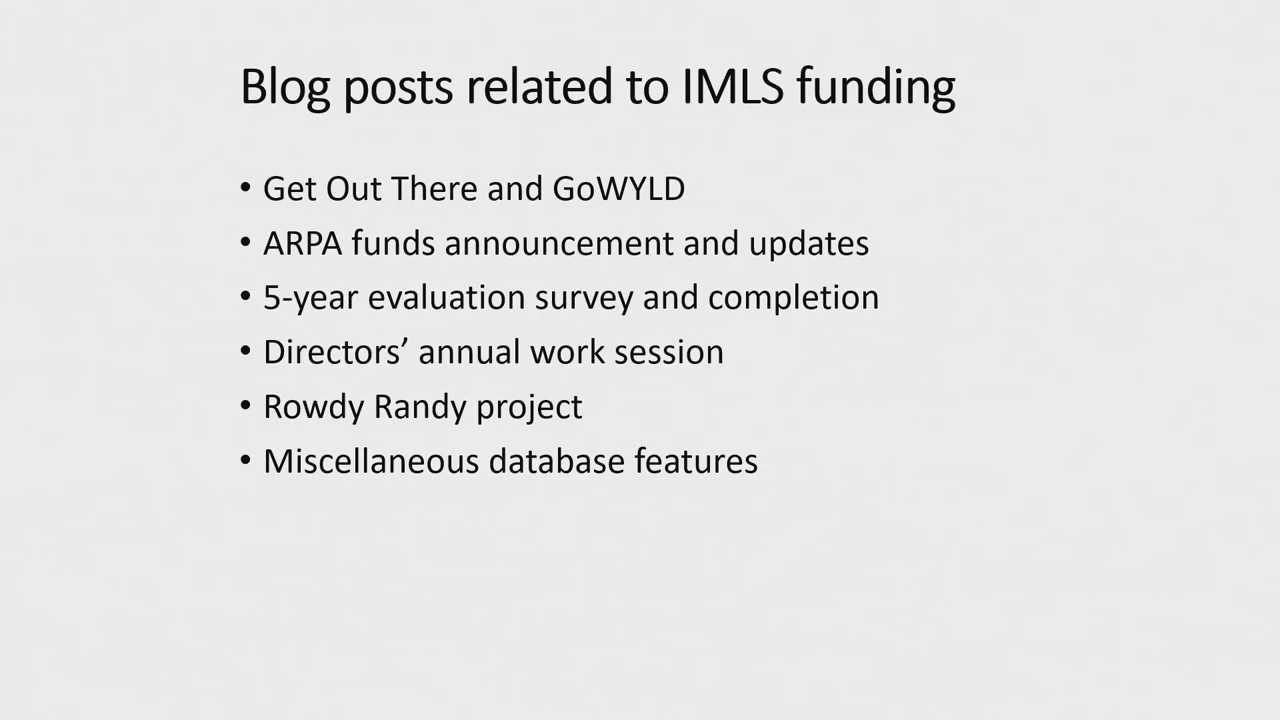 Blog posts related to IMLS funding
• Get Out There and GoWYLD
• ARPA funds announcement and updates
• 5-year evaluation survey and completion
• Directors’ annual work session
• Rowdy Randy project
• Miscellaneous database features